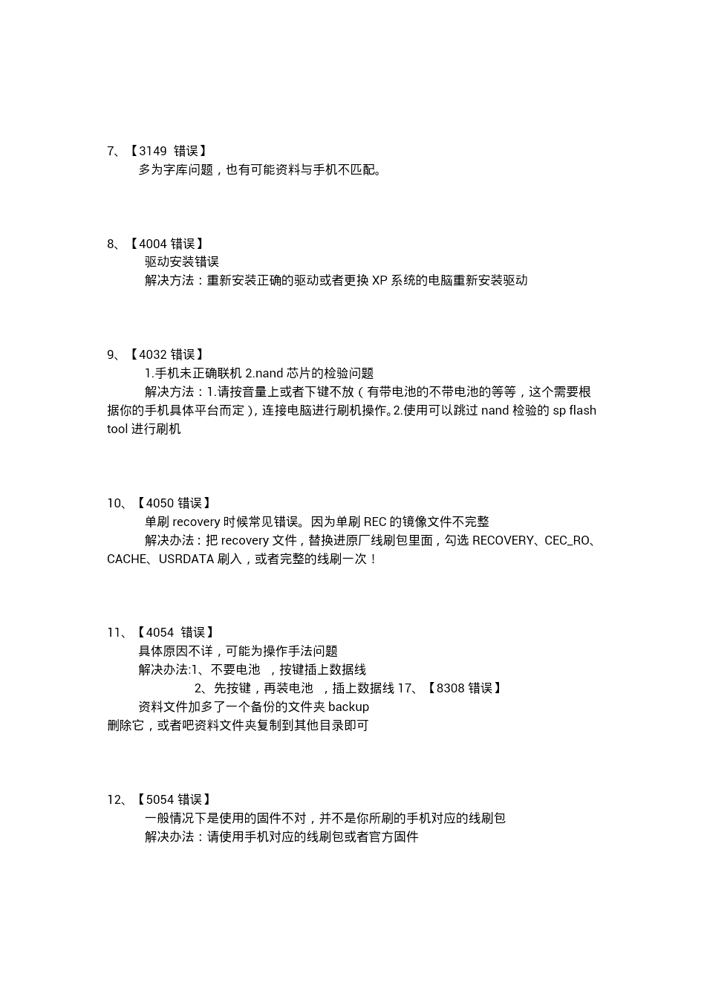 7、【3149 错误】
多为字库问题，也有可能资料与手机不匹配。
8、【4004 错误】
驱动安装错误
解决方法：重新安装正确的驱动或者更换 XP 系统的电脑重新安装驱动
9、【4032 错误】
1.手机未正确联机 2.nand 芯片的检验问题
解决方法：1.请按音量上或者下键不放（有带电池的不带电池的等等，这个需要根
据你的手机具体平台而定），连接电脑进行刷机操作。2.使用可以跳过 nand 检验的 sp flash
tool 进行刷机
10、【4050 错误】
单刷 recovery 时候常见错误。因为单刷 REC 的镜像文件不完整
解决办法：把 recovery 文件，替换进原厂线刷包里面，勾选 RECOVERY、CEC_RO、
CACHE、USRDATA 刷入，或者完整的线刷一次！
11、【4054 错误】
具体原因不详，可能为操作手法问题
解决办法:1、不要电池 ，按键插上数据线
2、先按键，再装电池 ，插上数据线 17、【8308 错误】
资料文件加多了一个备份的文件夹 backup
删除它，或者吧资料文件夹复制到其他目录即可
12、【5054 错误】
一般情况下是使用的固件不对，并不是你所刷的手机对应的线刷包
解决办法：请使用手机对应的线刷包或者官方固件